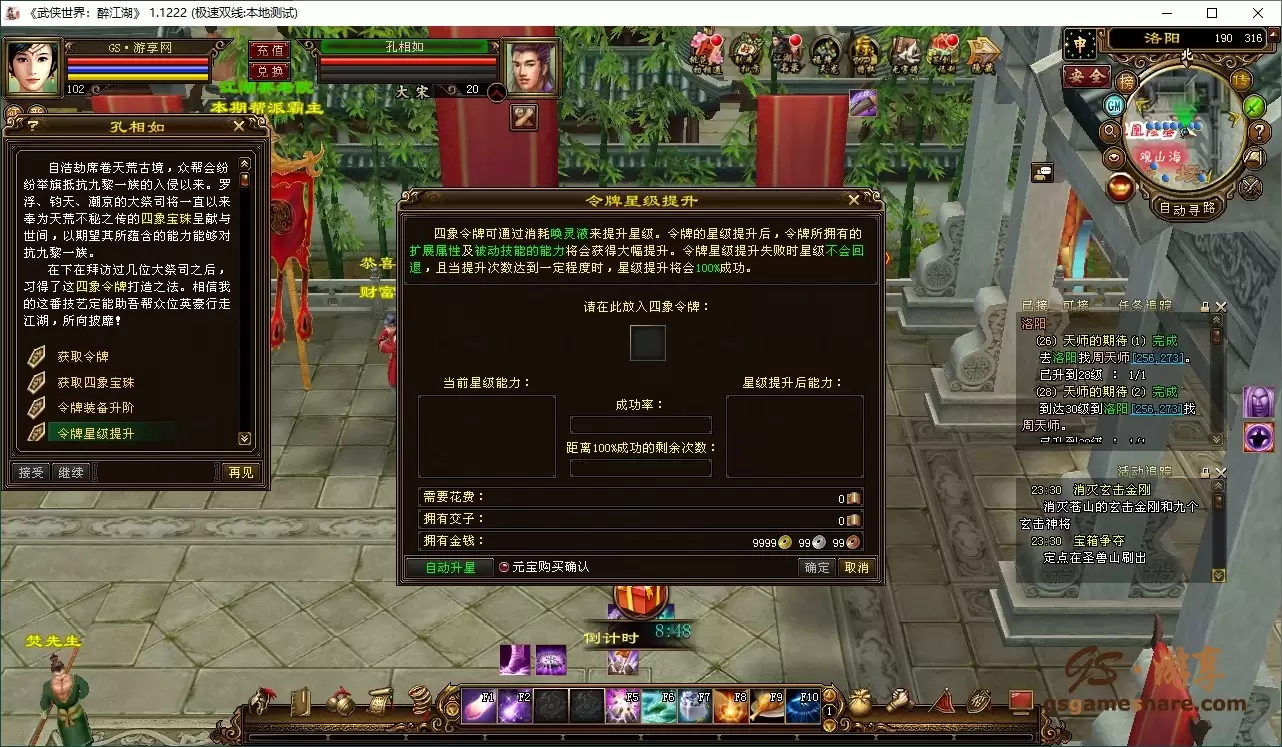 《武侠世界：醉江湖》 1.1222 (极速双线:本地测试)
GS·游享网
102
充值
兑换
孔相如
大宋
20
本期帮派霸主
申
洛阳
190 316
安全
榜
传
GM
观山海
自动寻路
孔相如
自浩劫席卷天荒古境，众帮会纷
纷举旗抵抗九黎一族的入侵以来。罗
浮、钧天、潮京的大祭司将一直以来
奉为天荒不秘之传的四象宝珠呈献与
世间，以期望其所蕴含的能力能够对
抗九黎一族。
在下在拜访过几位大祭司之后，
习得了这四象令牌打造之法。相信我
的这番技艺定能助吾帮众位英豪行走
江湖，所向披靡！
获取令牌
获取四象宝珠
令牌装备升阶
令牌星级提升
接受
继续
再见
恭喜
财富
令牌星级提升
四象令牌可通过消耗唤灵液来提升星级。令牌的星级提升后，令牌所拥有的
扩展属性及被动技能的能力将会获得大幅提升。令牌星级提升失败时星级不会回
退，且当提升次数达到一定程度时，星级提升将会100%成功。
请在此放入四象令牌：
当前星级能力：
星级提升后能力：
成功率：
距离100%成功的剩余次数：
需要花费：
0
拥有交子：
0
拥有金钱：
9999 99 99
自动升星
元宝购买确认
确定
取消
已接 可接 任务追踪
洛阳
(26) 天师的期待(1) 完成
去洛阳找周天师[256,273]。
已升到28级 ： 1/1
(28) 天师的期待(2) 完成
到达30级到洛阳[256,273]找
周天师。
活动追踪
23:30 消灭玄击金刚
消灭苍山的玄击金刚和九个
玄击神将
23:30 宝箱争夺
定点在圣兽山刷出
倒计时 8:48
焚先生
F1
F2
F5
F6
F7
F8
F9
F10
1
GS·游享
gsgameshare.com